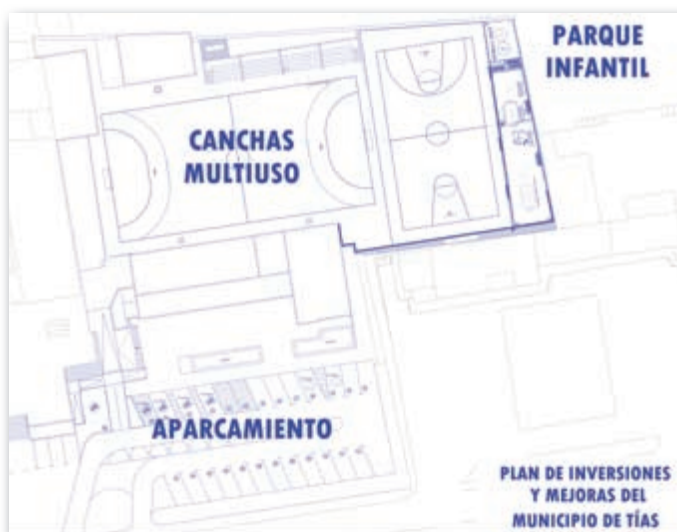 PARQUE
INFANTIL
CANCHAS
MULTIUSO
APARCAMIENTO
PLAN DE INVERSIONES
Y MEJORAS DEL
MUNICIPIO DE TÍAS